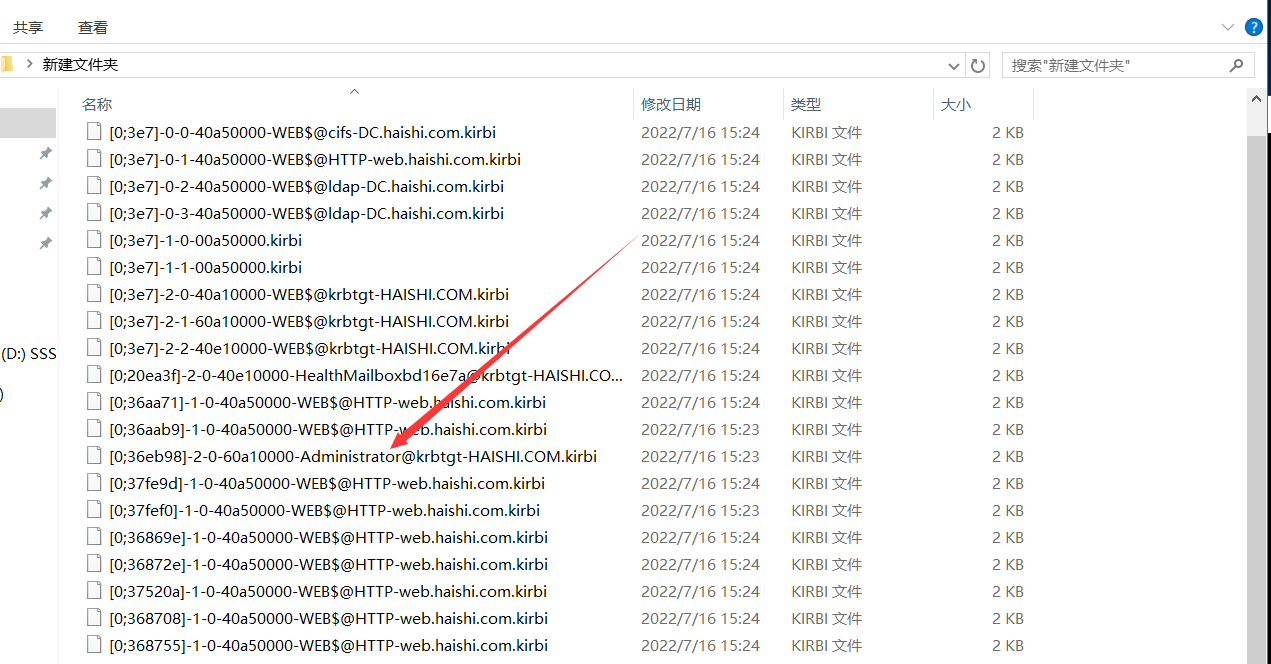 共享 查看
新建文件夹 搜索"新建文件夹"
名称 修改日期 类型 大小
[0;3e7]-0-0-40a50000-WEB$@cifs-DC.haishi.com.kirbi 2022/7/16 15:24 KIRBI 文件 2 KB
[0;3e7]-0-1-40a50000-WEB$@HTTP-web.haishi.com.kirbi 2022/7/16 15:24 KIRBI 文件 2 KB
[0;3e7]-0-2-40a50000-WEB$@ldap-DC.haishi.com.kirbi 2022/7/16 15:24 KIRBI 文件 2 KB
[0;3e7]-0-3-40a50000-WEB$@ldap-DC.haishi.com.kirbi 2022/7/16 15:24 KIRBI 文件 2 KB
[0;3e7]-1-0-00a50000.kirbi 2022/7/16 15:24 KIRBI 文件 2 KB
[0;3e7]-1-1-00a50000.kirbi 2022/7/16 15:24 KIRBI 文件 2 KB
[0;3e7]-2-0-40a10000-WEB$@krbtgt-HAISHI.COM.kirbi 2022/7/16 15:24 KIRBI 文件 2 KB
[0;3e7]-2-1-60a10000-WEB$@krbtgt-HAISHI.COM.kirbi 2022/7/16 15:24 KIRBI 文件 2 KB
[0;3e7]-2-2-40e10000-WEB$@krbtgt-HAISHI.COM.kirbi 2022/7/16 15:24 KIRBI 文件 2 KB
(D:) SSS
[0;20ea3f]-2-0-40e10000-HealthMailboxbd16e7a@krbtgt-HAISHI.CO... 2022/7/16 15:24 KIRBI 文件 2 KB
)
[0;36aa71]-1-0-40a50000-WEB$@HTTP-web.haishi.com.kirbi 2022/7/16 15:24 KIRBI 文件 2 KB
[0;36aab9]-1-0-40a50000-WEB$@HTTP-web.haishi.com.kirbi 2022/7/16 15:23 KIRBI 文件 2 KB
[0;36eb98]-2-0-60a10000-Administrator@krbtgt-HAISHI.COM.kirbi 2022/7/16 15:23 KIRBI 文件 2 KB
[0;37fe9d]-1-0-40a50000-WEB$@HTTP-web.haishi.com.kirbi 2022/7/16 15:24 KIRBI 文件 2 KB
[0;37fef0]-1-0-40a50000-WEB$@HTTP-web.haishi.com.kirbi 2022/7/16 15:23 KIRBI 文件 2 KB
[0;36869e]-1-0-40a50000-WEB$@HTTP-web.haishi.com.kirbi 2022/7/16 15:24 KIRBI 文件 2 KB
[0;36872e]-1-0-40a50000-WEB$@HTTP-web.haishi.com.kirbi 2022/7/16 15:24 KIRBI 文件 2 KB
[0;37520a]-1-0-40a50000-WEB$@HTTP-web.haishi.com.kirbi 2022/7/16 15:24 KIRBI 文件 2 KB
[0;368708]-1-0-40a50000-WEB$@HTTP-web.haishi.com.kirbi 2022/7/16 15:24 KIRBI 文件 2 KB
[0;368755]-1-0-40a50000-WEB$@HTTP-web.haishi.com.kirbi 2022/7/16 15:24 KIRBI 文件 2 KB